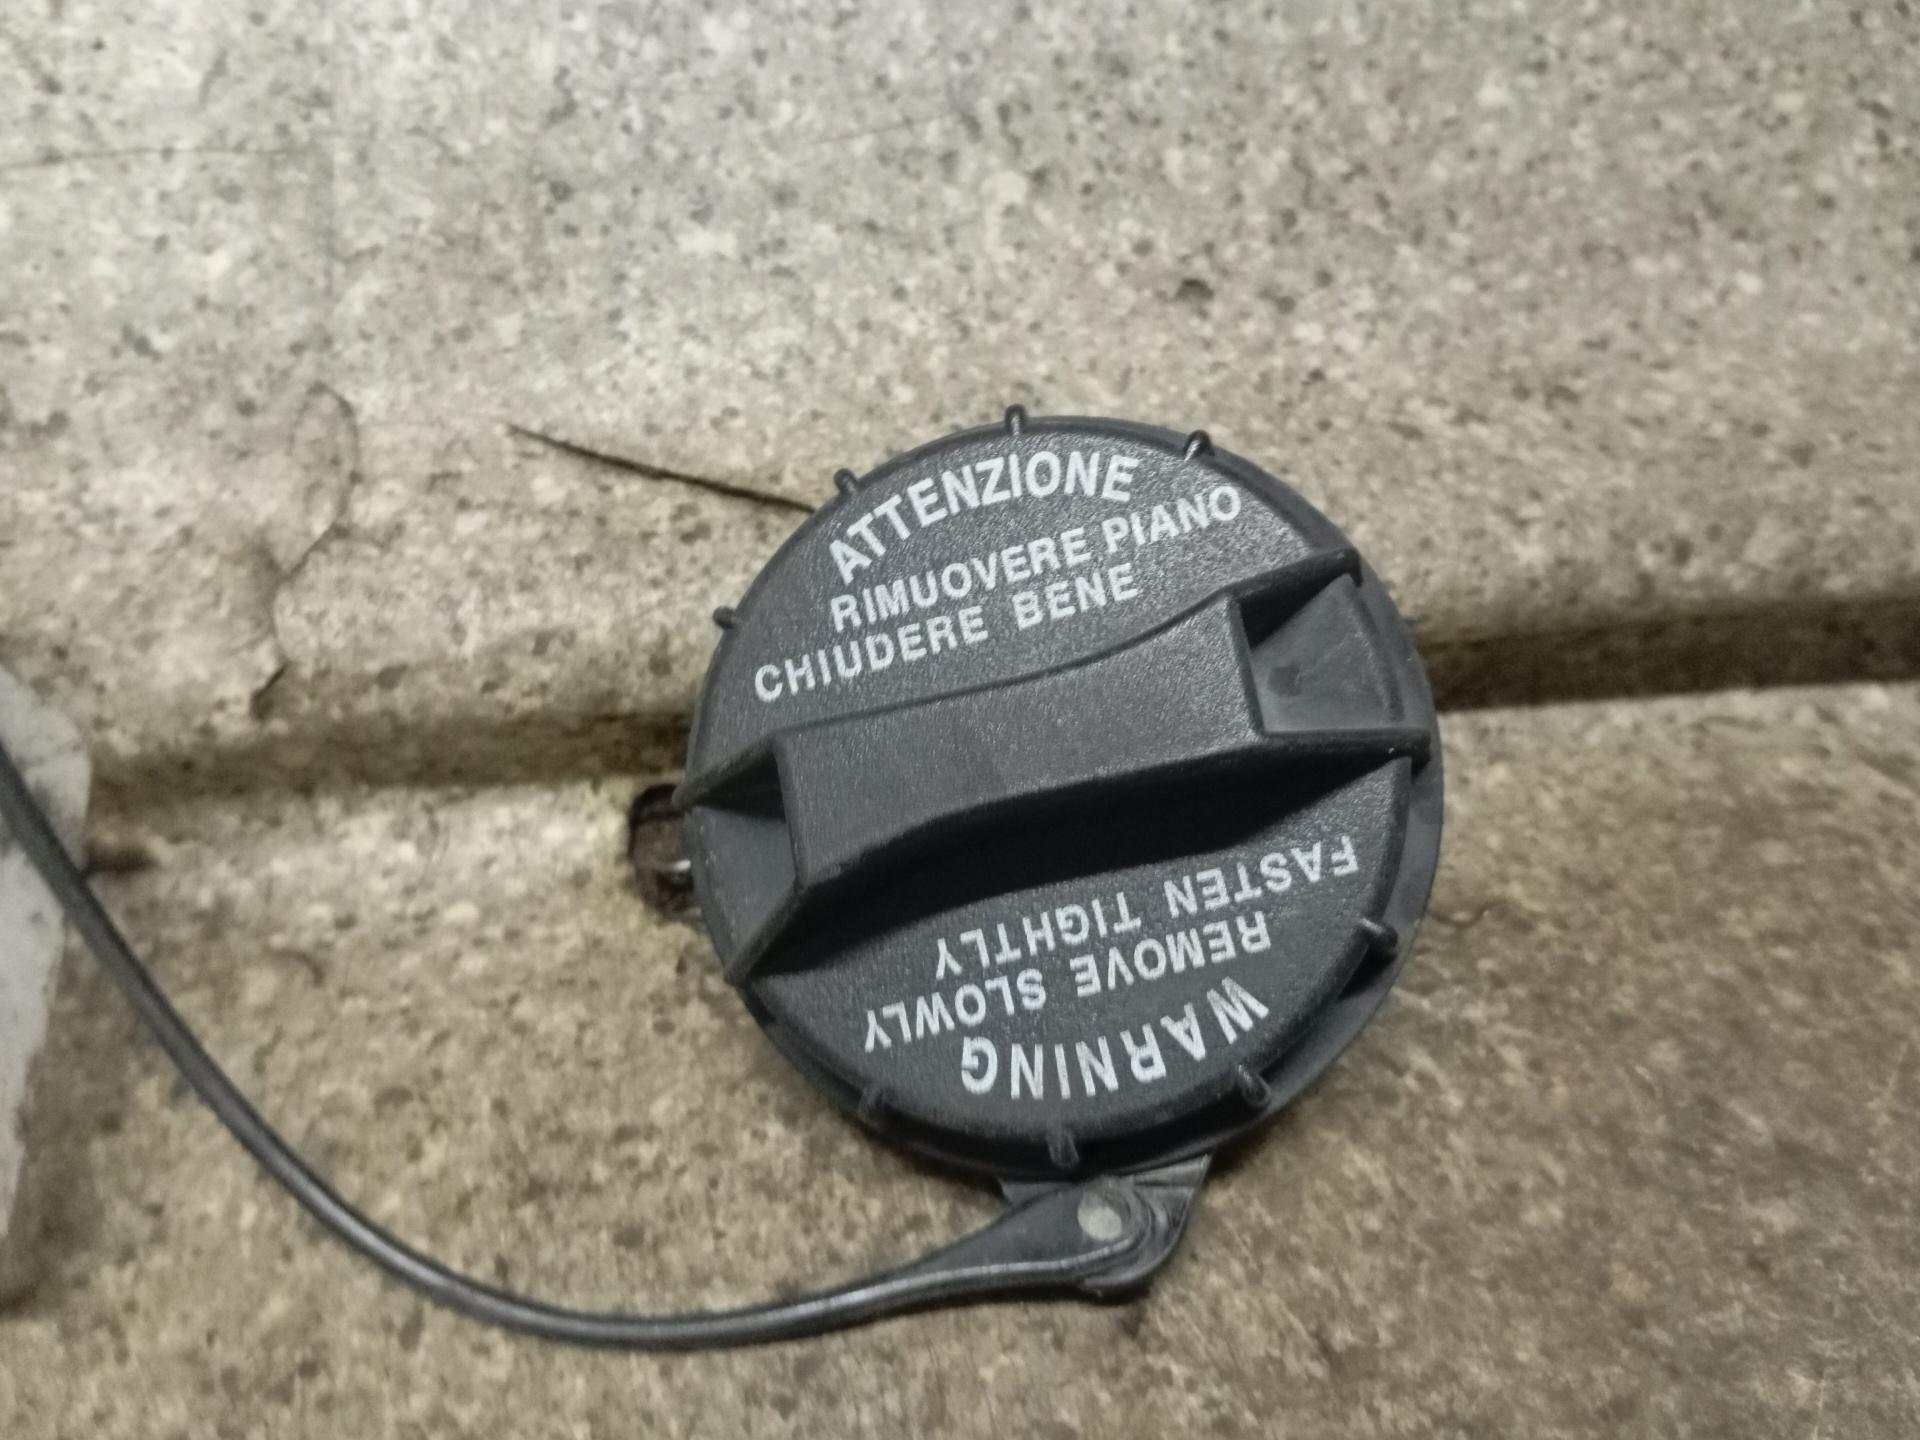 ATTENZIONE
RIMUOVERE PIANO
CHIUDERE BENE
WARNING
REMOVE SLOWLY
FASTEN TIGHTLY